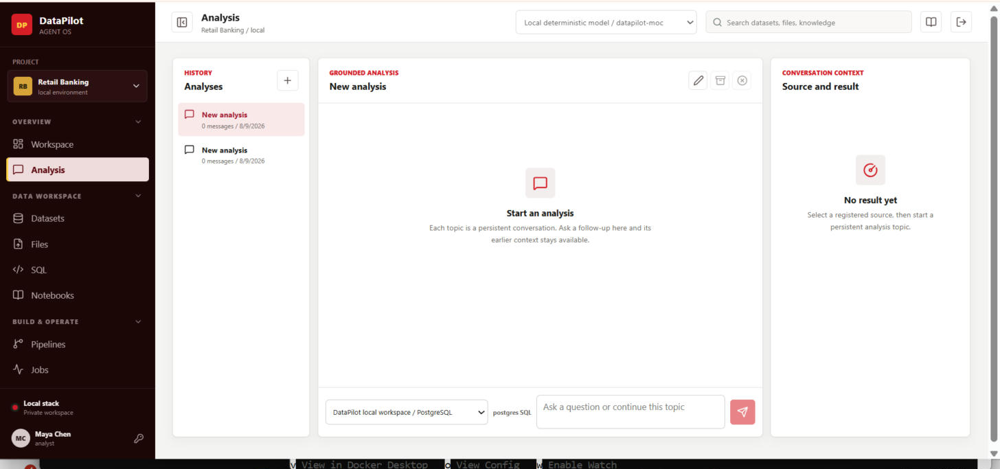 DP
DataPilot
AGENT OS
PROJECT
RB
Retail Banking
local environment
OVERVIEW
Workspace
Analysis
DATA WORKSPACE
Datasets
Files
SQL
Notebooks
BUILD & OPERATE
Pipelines
Jobs
Local stack
Private workspace
MC
Maya Chen
analyst
Analysis
Retail Banking / local
Local deterministic model / datapilot-moc
Search datasets, files, knowledge
HISTORY
Analyses
New analysis
0 messages / 8/9/2026
New analysis
0 messages / 8/9/2026
GROUNDED ANALYSIS
New analysis
Start an analysis
Each topic is a persistent conversation. Ask a follow-up here and its
earlier context stays available.
DataPilot local workspace / PostgreSQL
postgres SQL
Ask a question or continue this topic
CONVERSATION CONTEXT
Source and result
No result yet
Select a registered source, then start a
persistent analysis topic.
v View in Docker Desktop o View Config w Enable Watch